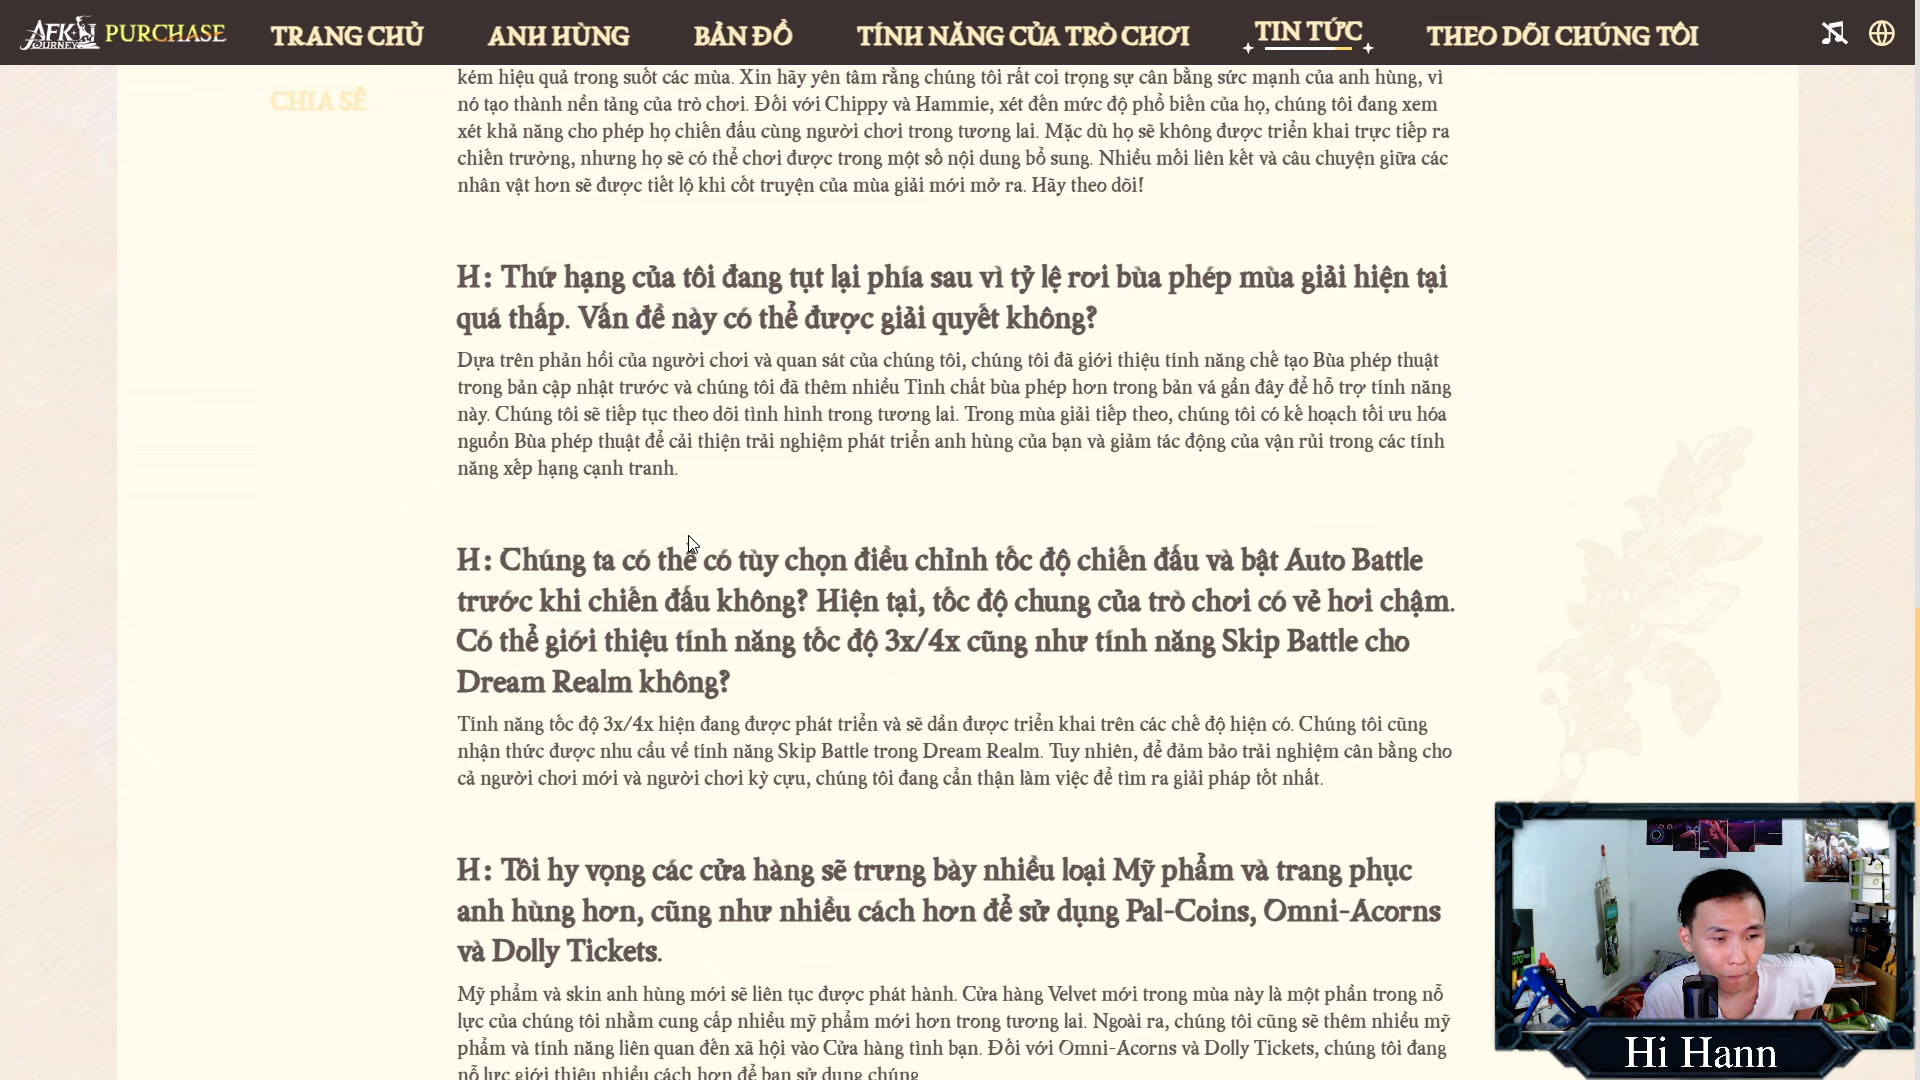 AFK JOURNEY PURCHASE TRANG CHỦ ANH HÙNG BẢN ĐỒ TÍNH NĂNG CỦA TRÒ CHƠI TIN TỨC THEO DÕI CHÚNG TÔI
CHIA SẺ
kém hiệu quả trong suốt các mùa. Xin hãy yên tâm rằng chúng tôi rất coi trọng sự cân bằng sức mạnh của anh hùng, vì
nó tạo thành nền tảng của trò chơi. Đối với Chippy và Hammie, xét đến mức độ phổ biến của họ, chúng tôi đang xem
xét khả năng cho phép họ chiến đấu cùng người chơi trong tương lai. Mặc dù họ sẽ không được triển khai trực tiếp ra
chiến trường, nhưng họ sẽ có thể chơi được trong một số nội dung bổ sung. Nhiều mối liên kết và câu chuyện giữa các
nhân vật hơn sẽ được tiết lộ khi cốt truyện của mùa giải mới mở ra. Hãy theo dõi!
H: Thứ hạng của tôi đang tụt lại phía sau vì tỷ lệ rơi bùa phép mùa giải hiện tại
quá thấp. Vấn đề này có thể được giải quyết không?
Dựa trên phản hồi của người chơi và quan sát của chúng tôi, chúng tôi đã giới thiệu tính năng chế tạo Bùa phép thuật
trong bản cập nhật trước và chúng tôi đã thêm nhiều Tinh chất bùa phép hơn trong bản vá gần đây để hỗ trợ tính năng
này. Chúng tôi sẽ tiếp tục theo dõi tình hình trong tương lai. Trong mùa giải tiếp theo, chúng tôi có kế hoạch tối ưu hóa
nguồn Bùa phép thuật để cải thiện trải nghiệm phát triển anh hùng của bạn và giảm tác động của vận rủi trong các tính
năng xếp hạng cạnh tranh.
H: Chúng ta có thể có tùy chọn điều chỉnh tốc độ chiến đấu và bật Auto Battle
trước khi chiến đấu không? Hiện tại, tốc độ chung của trò chơi có vẻ hơi chậm.
Có thể giới thiệu tính năng tốc độ 3x/4x cũng như tính năng Skip Battle cho
Dream Realm không?
Tính năng tốc độ 3x/4x hiện đang được phát triển và sẽ dần được triển khai trên các chế độ hiện có. Chúng tôi cũng
nhận thức được nhu cầu về tính năng Skip Battle trong Dream Realm. Tuy nhiên, để đảm bảo trải nghiệm cân bằng cho
cả người chơi mới và người chơi kỳ cựu, chúng tôi đang cẩn thận làm việc để tìm ra giải pháp tốt nhất.
H: Tôi hy vọng các cửa hàng sẽ trưng bày nhiều loại Mỹ phẩm và trang phục
anh hùng hơn, cũng như nhiều cách hơn để sử dụng Pal-Coins, Omni-Acorns
và Dolly Tickets.
Mỹ phẩm và skin anh hùng mới sẽ liên tục được phát hành. Cửa hàng Velvet mới trong mùa này là một phần trong nỗ
lực của chúng tôi nhằm cung cấp nhiều mỹ phẩm mới hơn trong tương lai. Ngoài ra, chúng tôi cũng sẽ thêm nhiều mỹ
phẩm và tính năng liên quan đến xã hội vào Cửa hàng tình bạn. Đối với Omni-Acorns và Dolly Tickets, chúng tôi đang
nỗ lực giới thiệu nhiều cách hơn để bạn sử dụng chúng
Hi Hann